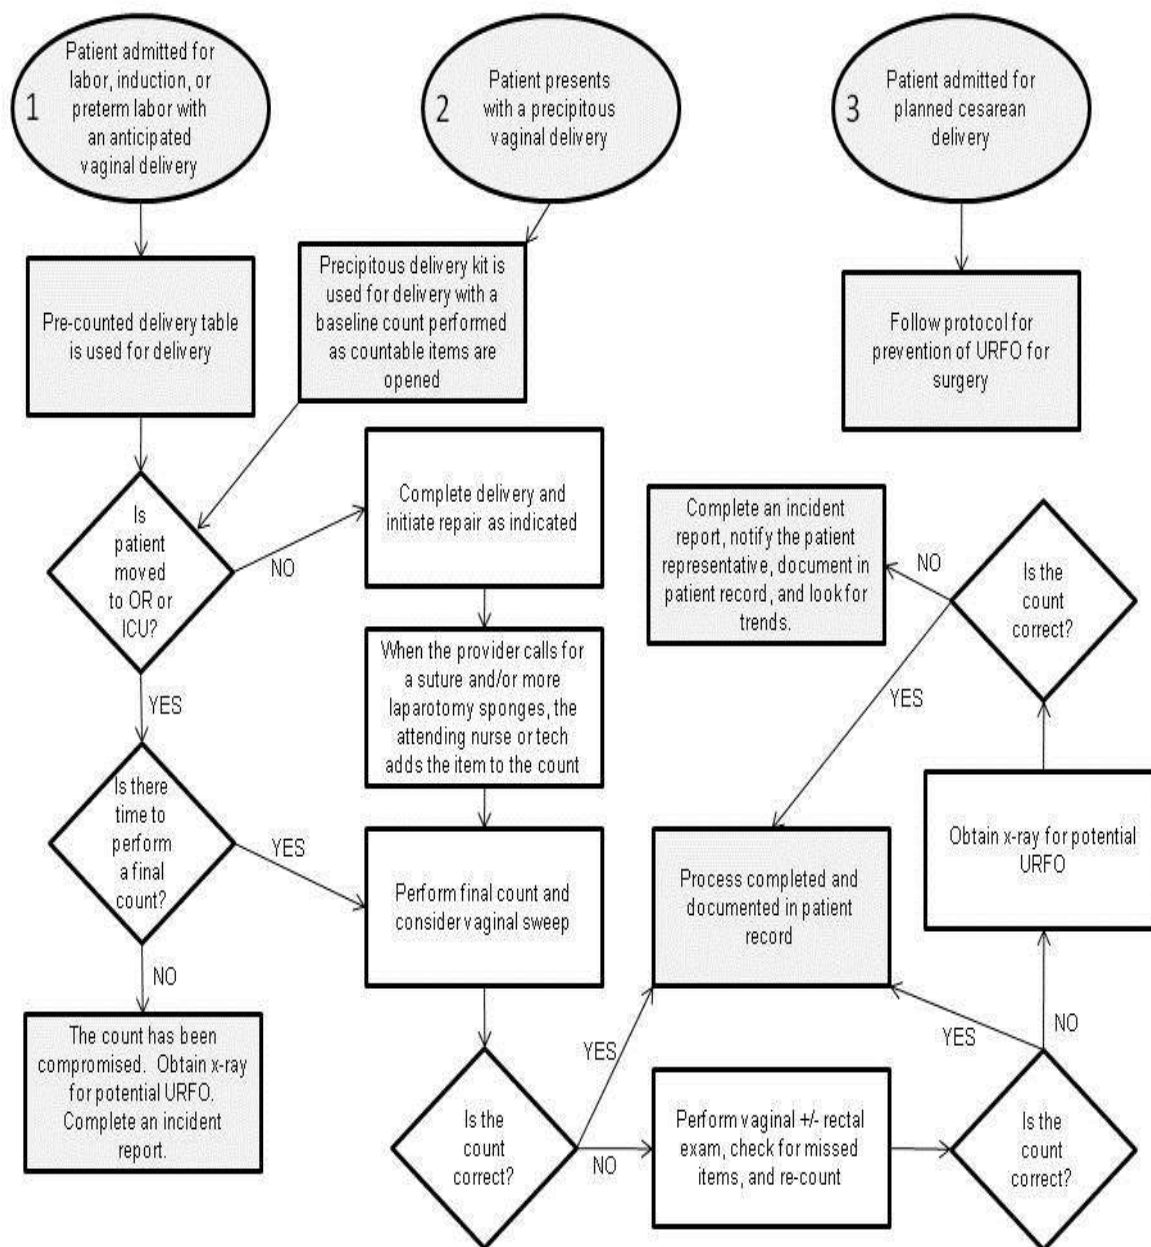 1
Patient admitted for
labor, induction, or
preterm labor with
an anticipated
vaginal delivery
2
Patient presents
with a precipitous
vaginal delivery
3
Patient admitted for
planned cesarean
delivery
Pre-counted delivery table
is used for delivery
Precipitous delivery kit is
used for delivery with a
baseline count performed
as countable items are
opened
Follow protocol for
prevention of URFO for
surgery
Is
patient
moved
to OR or
ICU?
NO
Complete delivery and
initiate repair as indicated
YES
When the provider calls for
a suture and/or more
laparotomy sponges, the
attending nurse or tech
adds the item to the count
Is there
time to
perform
a final
count?
YES
Perform final count and
consider vaginal sweep
NO
The count has been
compromised. Obtain x-ray
for potential URFO.
Complete an incident
report.
Is the
count
correct?
YES
NO
Perform vaginal +/- rectal
exam, check for missed
items, and re-count
Is the
count
correct?
YES
NO
Process completed and
documented in patient
record
Obtain x-ray for potential
URFO
Is the
count
correct?
NO
YES
Complete an incident
report, notify the patient
representative, document in
patient record, and look for
trends.